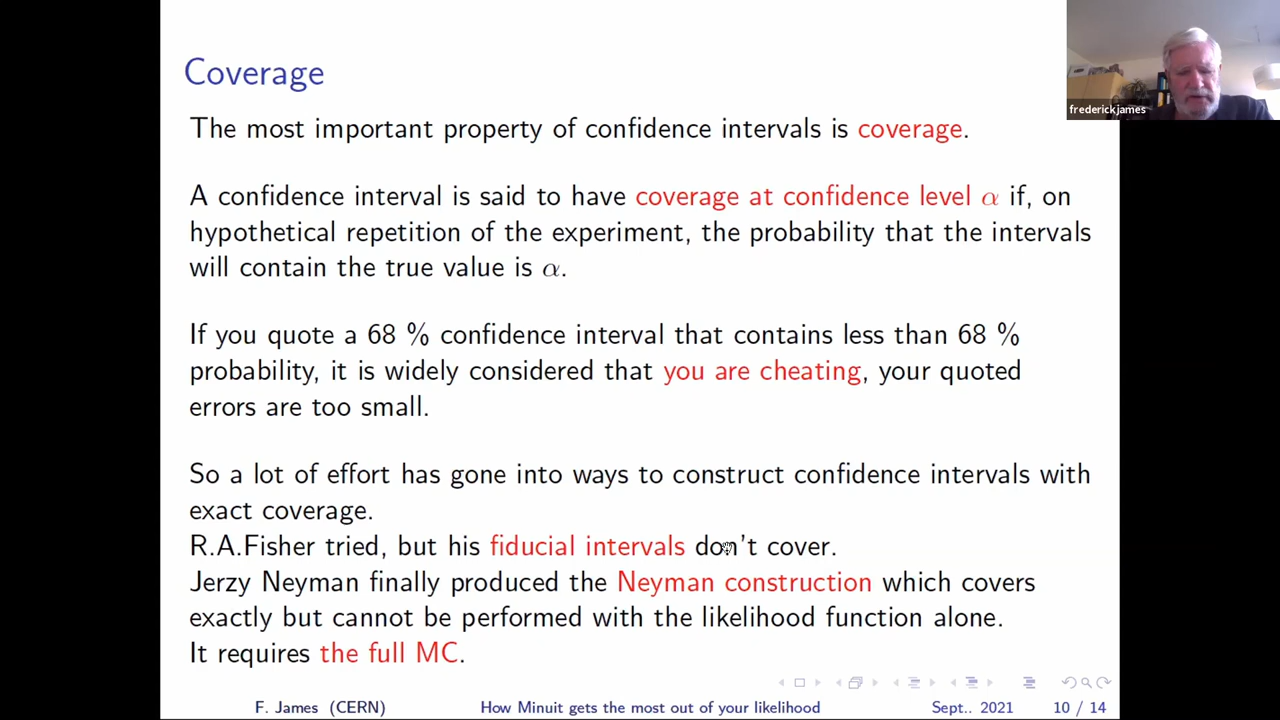 Coverage
frederickjames
The most important property of confidence intervals is coverage.
A confidence interval is said to have coverage at confidence level α if, on
hypothetical repetition of the experiment, the probability that the intervals
will contain the true value is α.
If you quote a 68 % confidence interval that contains less than 68 %
probability, it is widely considered that you are cheating, your quoted
errors are too small.
So a lot of effort has gone into ways to construct confidence intervals with
exact coverage.
R.A.Fisher tried, but his fiducial intervals don't cover.
Jerzy Neyman finally produced the Neyman construction which covers
exactly but cannot be performed with the likelihood function alone.
It requires the full MC.
F. James (CERN) How Minuit gets the most out of your likelihood Sept.. 2021 10 / 14